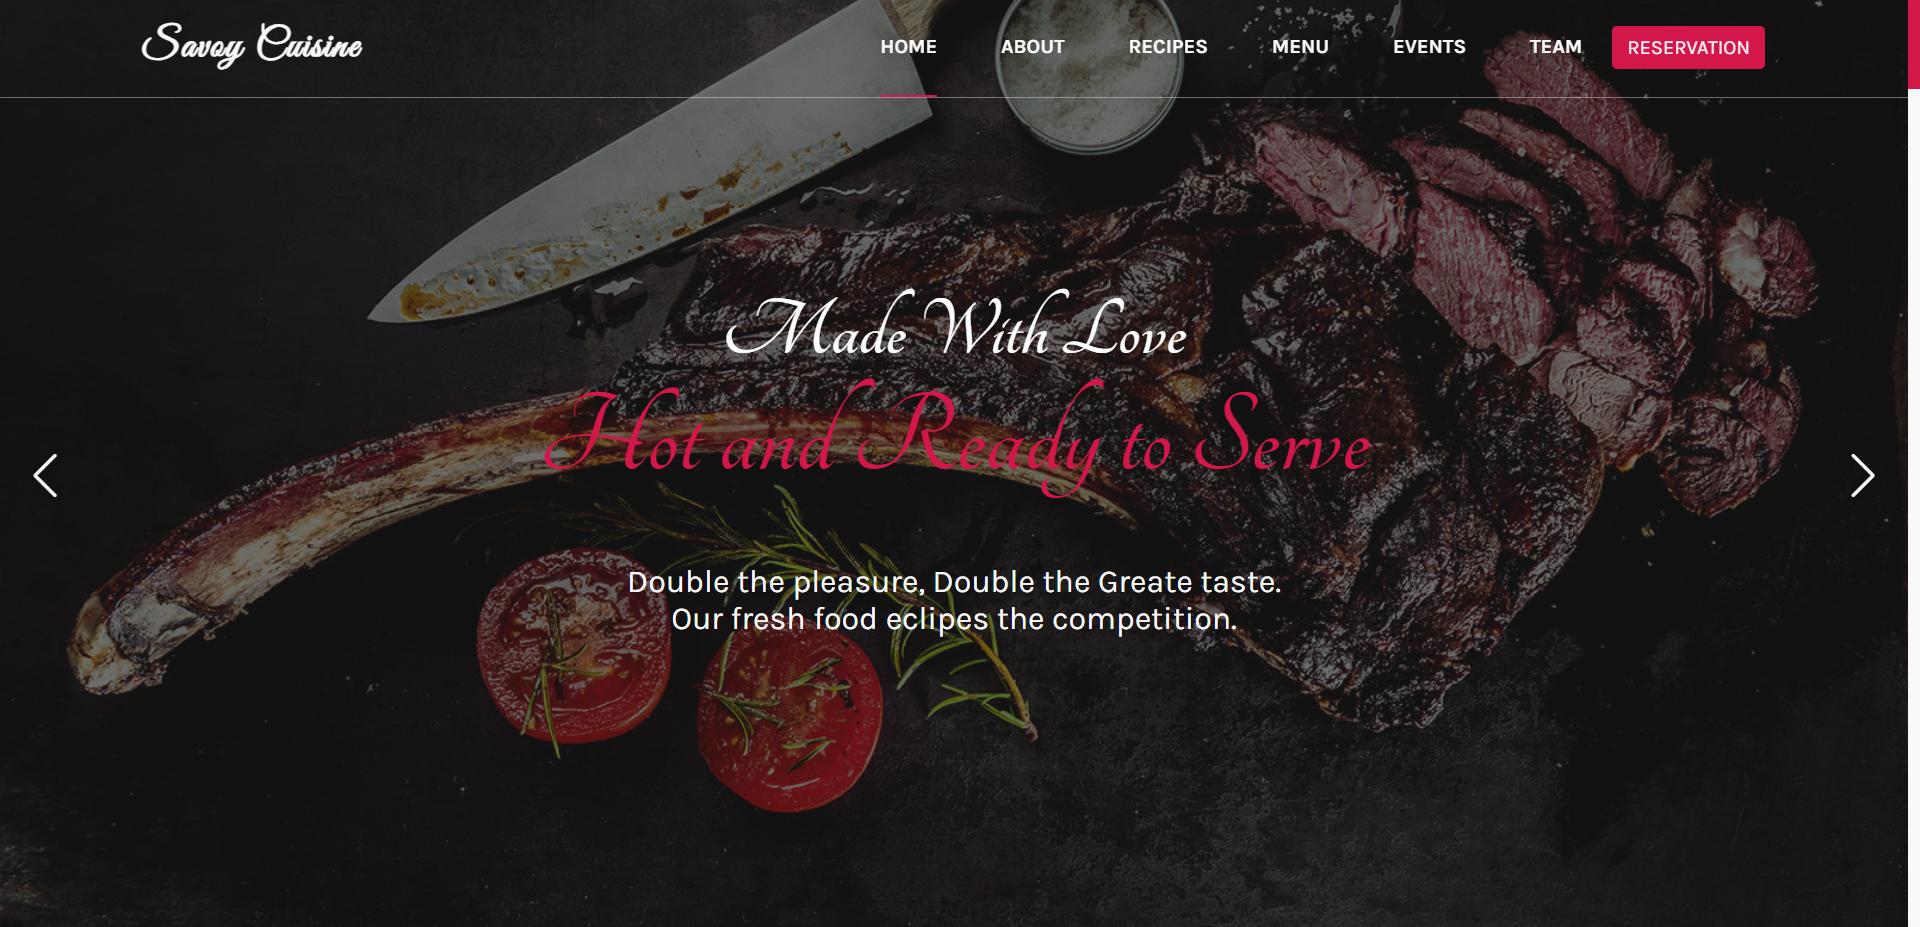 Savoy Cuisine
HOME ABOUT RECIPES MENU EVENTS TEAM RESERVATION
Made With Love
Hot and Ready to Serve
Double the pleasure, Double the Greate taste.
Our fresh food eclipes the competition.